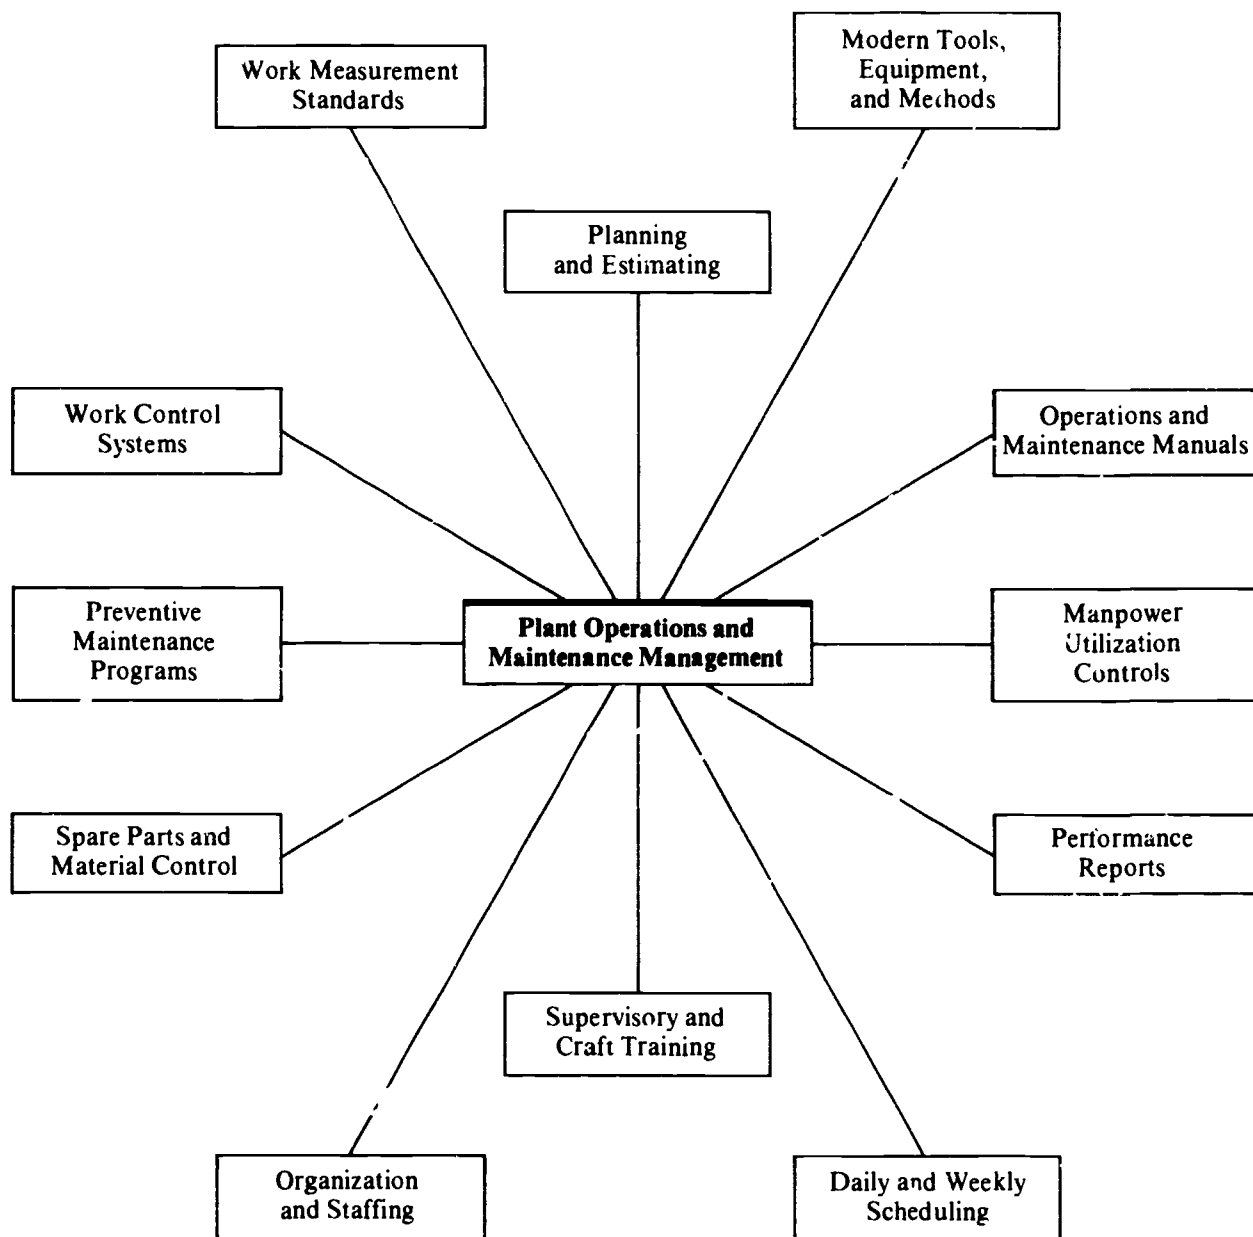 Work Measurement
Standards
Modern Tools,
Equipment,
and Methods
Planning
and Estimating
Work Control
Systems
Operations and
Maintenance Manuals
Preventive
Maintenance
Programs
Plant Operations and
Maintenance Management
Manpower
Utilization
Controls
Spare Parts and
Material Control
Performance
Reports
Supervisory and
Craft Training
Organization
and Staffing
Daily and Weekly
Scheduling